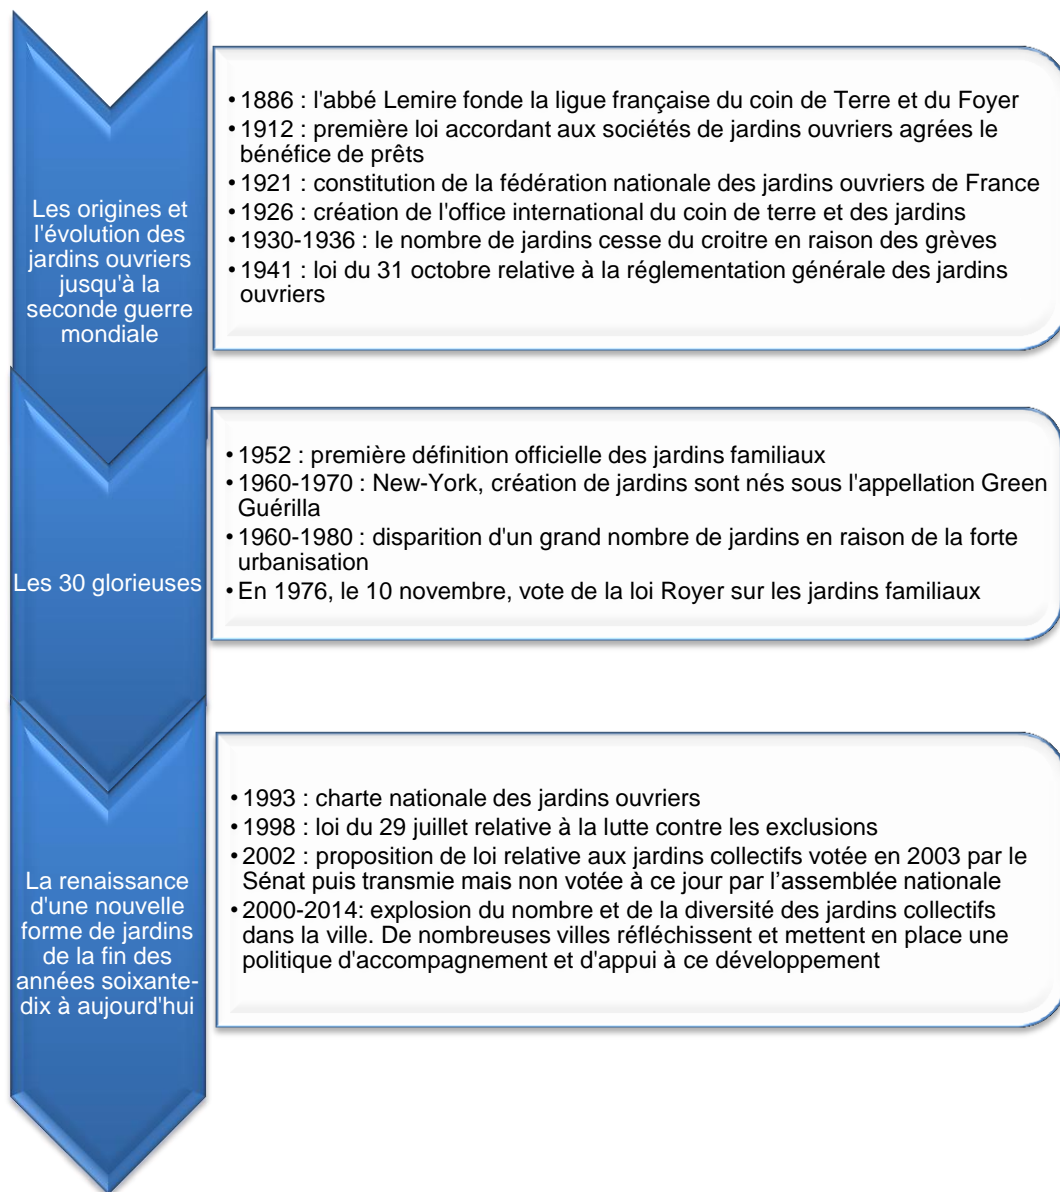 Les origines et
l'évolution des
jardins ouvriers
jusqu'à la
seconde guerre
mondiale
• 1886 : l'abbé Lemire fonde la ligue française du coin de Terre et du Foyer
• 1912 : première loi accordant aux sociétés de jardins ouvriers agrées le
bénéfice de prêts
• 1921 : constitution de la fédération nationale des jardins ouvriers de France
• 1926 : création de l'office international du coin de terre et des jardins
• 1930-1936 : le nombre de jardins cesse du croitre en raison des grèves
• 1941 : loi du 31 octobre relative à la réglementation générale des jardins
ouvriers
Les 30 glorieuses
• 1952 : première définition officielle des jardins familiaux
• 1960-1970 : New-York, création de jardins sont nés sous l'appellation Green
Guérilla
• 1960-1980 : disparition d'un grand nombre de jardins en raison de la forte
urbanisation
• En 1976, le 10 novembre, vote de la loi Royer sur les jardins familiaux
La renaissance
d'une nouvelle
forme de jardins
de la fin des
années soixante-
dix à aujourd'hui
• 1993 : charte nationale des jardins ouvriers
• 1998 : loi du 29 juillet relative à la lutte contre les exclusions
• 2002 : proposition de loi relative aux jardins collectifs votée en 2003 par le
Sénat puis transmie mais non votée à ce jour par l’assemblée nationale
• 2000-2014: explosion du nombre et de la diversité des jardins collectifs
dans la ville. De nombreuses villes réfléchissent et mettent en place une
politique d'accompagnement et d'appui à ce développement